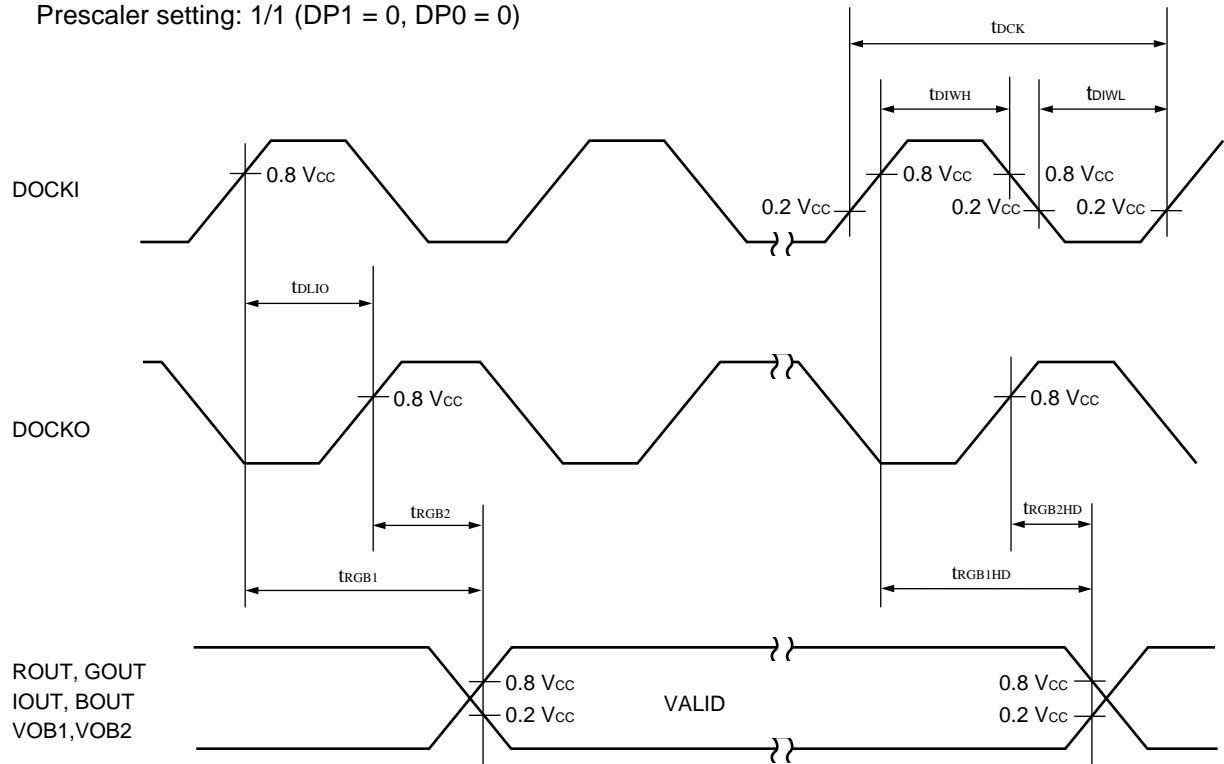 Prescaler setting: 1/1 (DP1 = 0, DP0 = 0)
tDCK
tDIWH
tDIWL
DOCKI
0.8 VCC
0.8 VCC
0.8 VCC
0.2 VCC
0.2 VCC
0.2 VCC
tDLIO
DOCKO
0.8 VCC
0.8 VCC
tRGB2
tRGB2HD
tRGB1
tRGB1HD
ROUT, GOUT
IOUT, BOUT
VOB1,VOB2
0.8 VCC
0.2 VCC
VALID
0.8 VCC
0.2 VCC